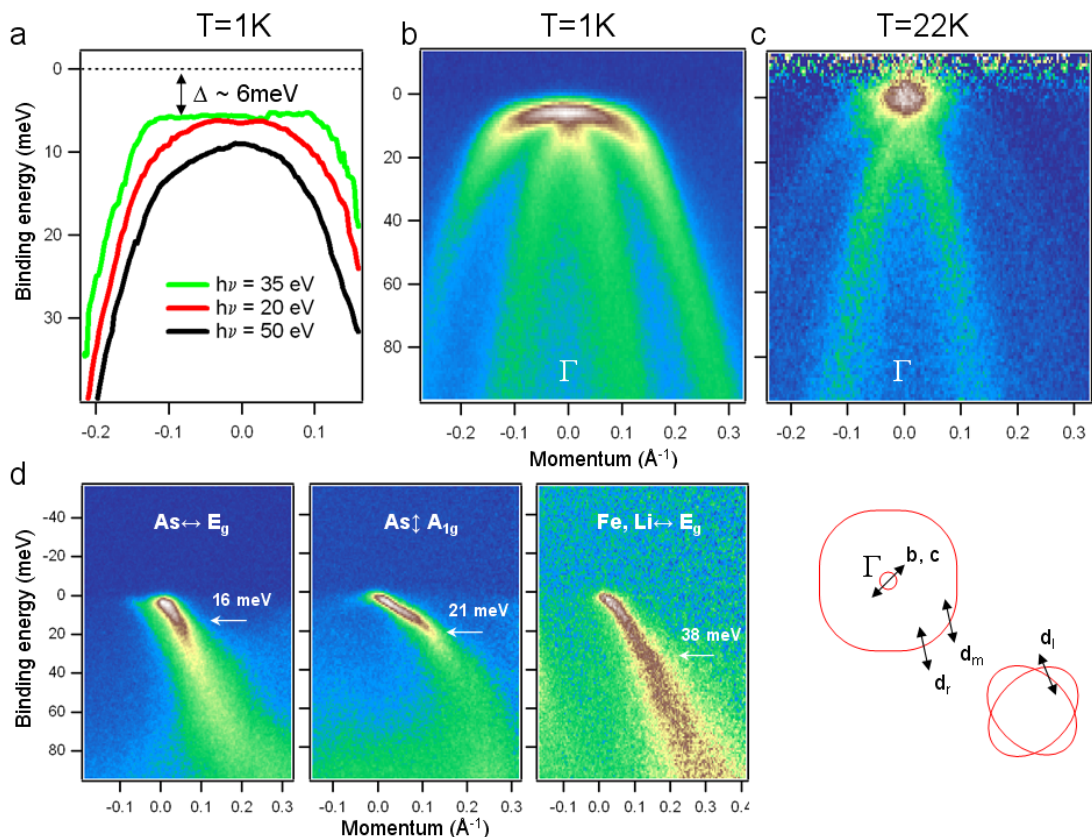 a
T=1K
b
T=1K
c
T=22K
0
10
20
30
Binding energy (meV)
Δ ~ 6meV
hν = 35 eV
hν = 20 eV
hν = 50 eV
-0.2
-0.1
0.0
0.1
0
20
40
60
80
Γ
-0.2
-0.1
0.0
0.1
0.2
0.3
Γ
-0.2
-0.1
0.0
0.1
0.2
0.3
Momentum (Å⁻¹)
d
Binding energy (meV)
-40
-20
0
20
40
60
80
As↔ Eg
16 meV
-0.1
0.0
0.1
0.2
0.3
As↕ A1g
21 meV
-0.1
0.0
0.1
0.2
0.3
Fe, Li↔ Eg
38 meV
-0.1
0.0
0.1
0.2
0.3
0.4
Momentum (Å⁻¹)
Γ
b, c
dm
dr
dl